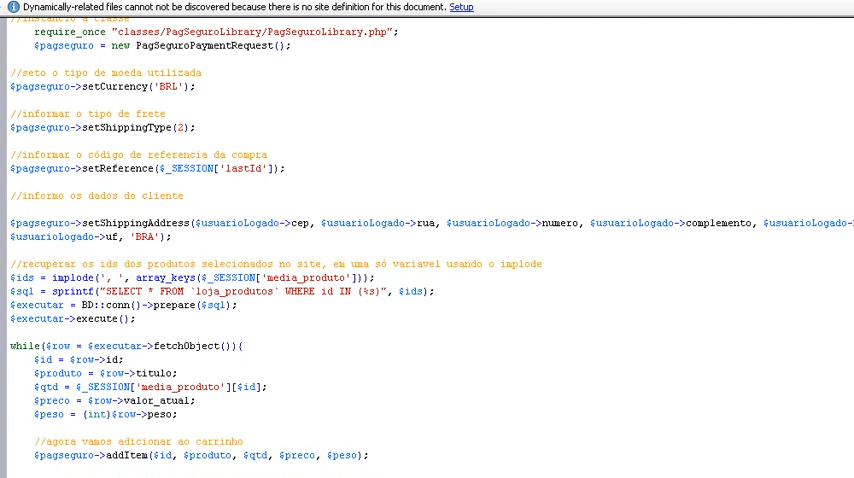 Dynamically-related files cannot not be discovered because there is no site definition for this document. Setup
//instancio a classe
require_once "classes/PagSeguroLibrary/PagSeguroLibrary.php";
$pagseguro = new PagSeguroPaymentRequest();
//seto o tipo de moeda utilizada
$pagseguro->setCurrency('BRL');
//informar o tipo de frete
$pagseguro->setShippingType(2);
//informar o código de referencia da compra
$pagseguro->setReference($_SESSION['lastId']);
//informo os dados do cliente
$pagseguro->setShippingAddress($usuarioLogado->cep, $usuarioLogado->rua, $usuarioLogado->numero, $usuarioLogado->complemento, $usuarioLogado->
$usuarioLogado->uf, 'BRA');
//recuperar os ids dos produtos selecionados no site, em uma só variavel usando o implode
$ids = implode(', ', array_keys($_SESSION['media_produto']));
$sql = sprintf("SELECT * FROM `loja_produtos` WHERE id IN (%s)", $ids);
$executar = BD::conn()->prepare($sql);
$executar->execute();
while($row = $executar->fetchObject()){
$id = $row->id;
$produto = $row->titulo;
$qtd = $_SESSION['media_produto'][$id];
$preco = $row->valor_atual;
$peso = (int)$row->peso;
//agora vamos adicionar ao carrinho
$pagseguro->addItem($id, $produto, $qtd, $preco, $peso);